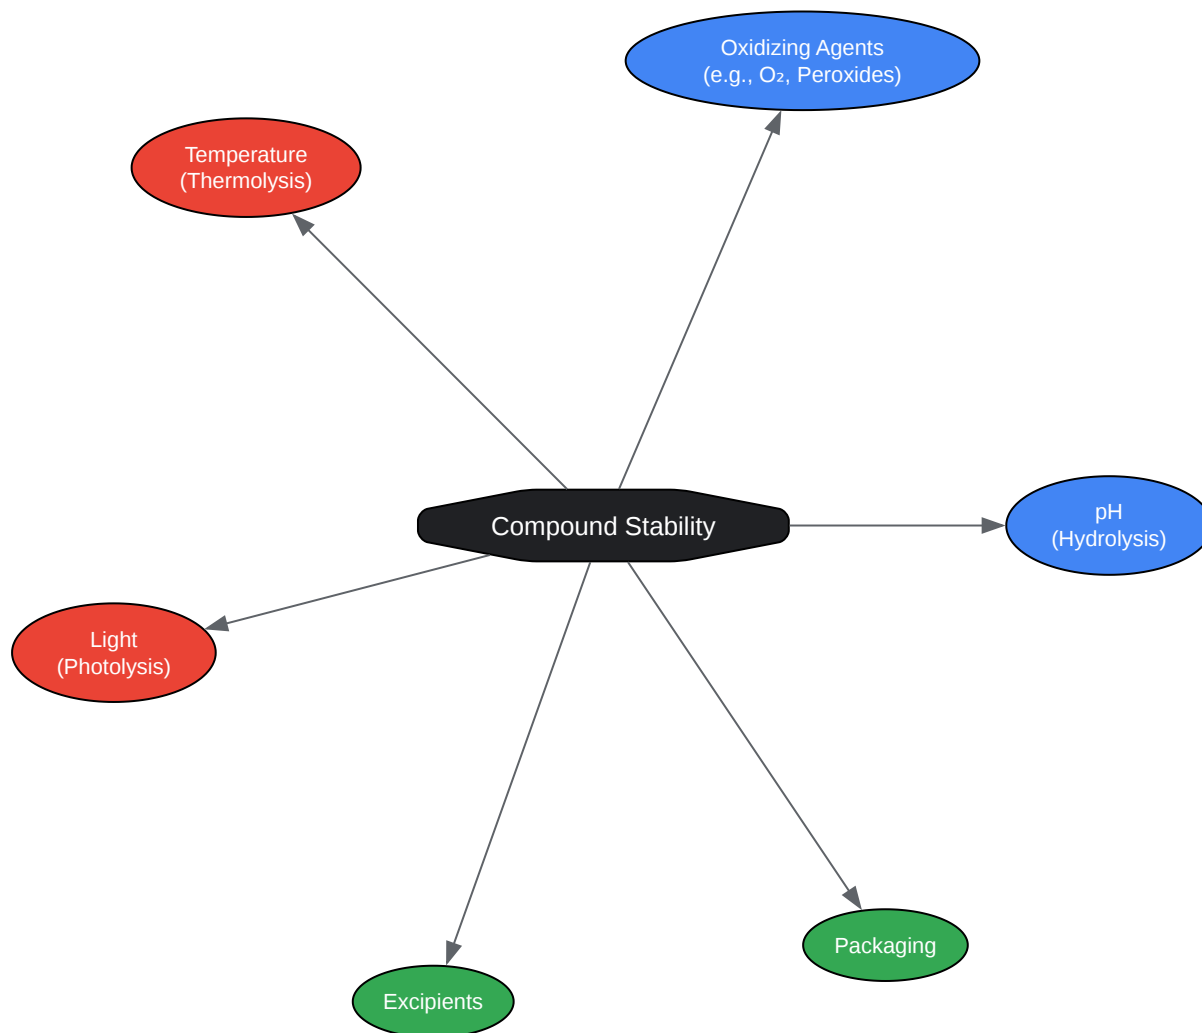 Oxidizing Agents
(e.g., O₂, Peroxides)
Temperature
(Thermolysis)
Compound Stability
pH
(Hydrolysis)
Light
(Photolysis)
Packaging
Excipients